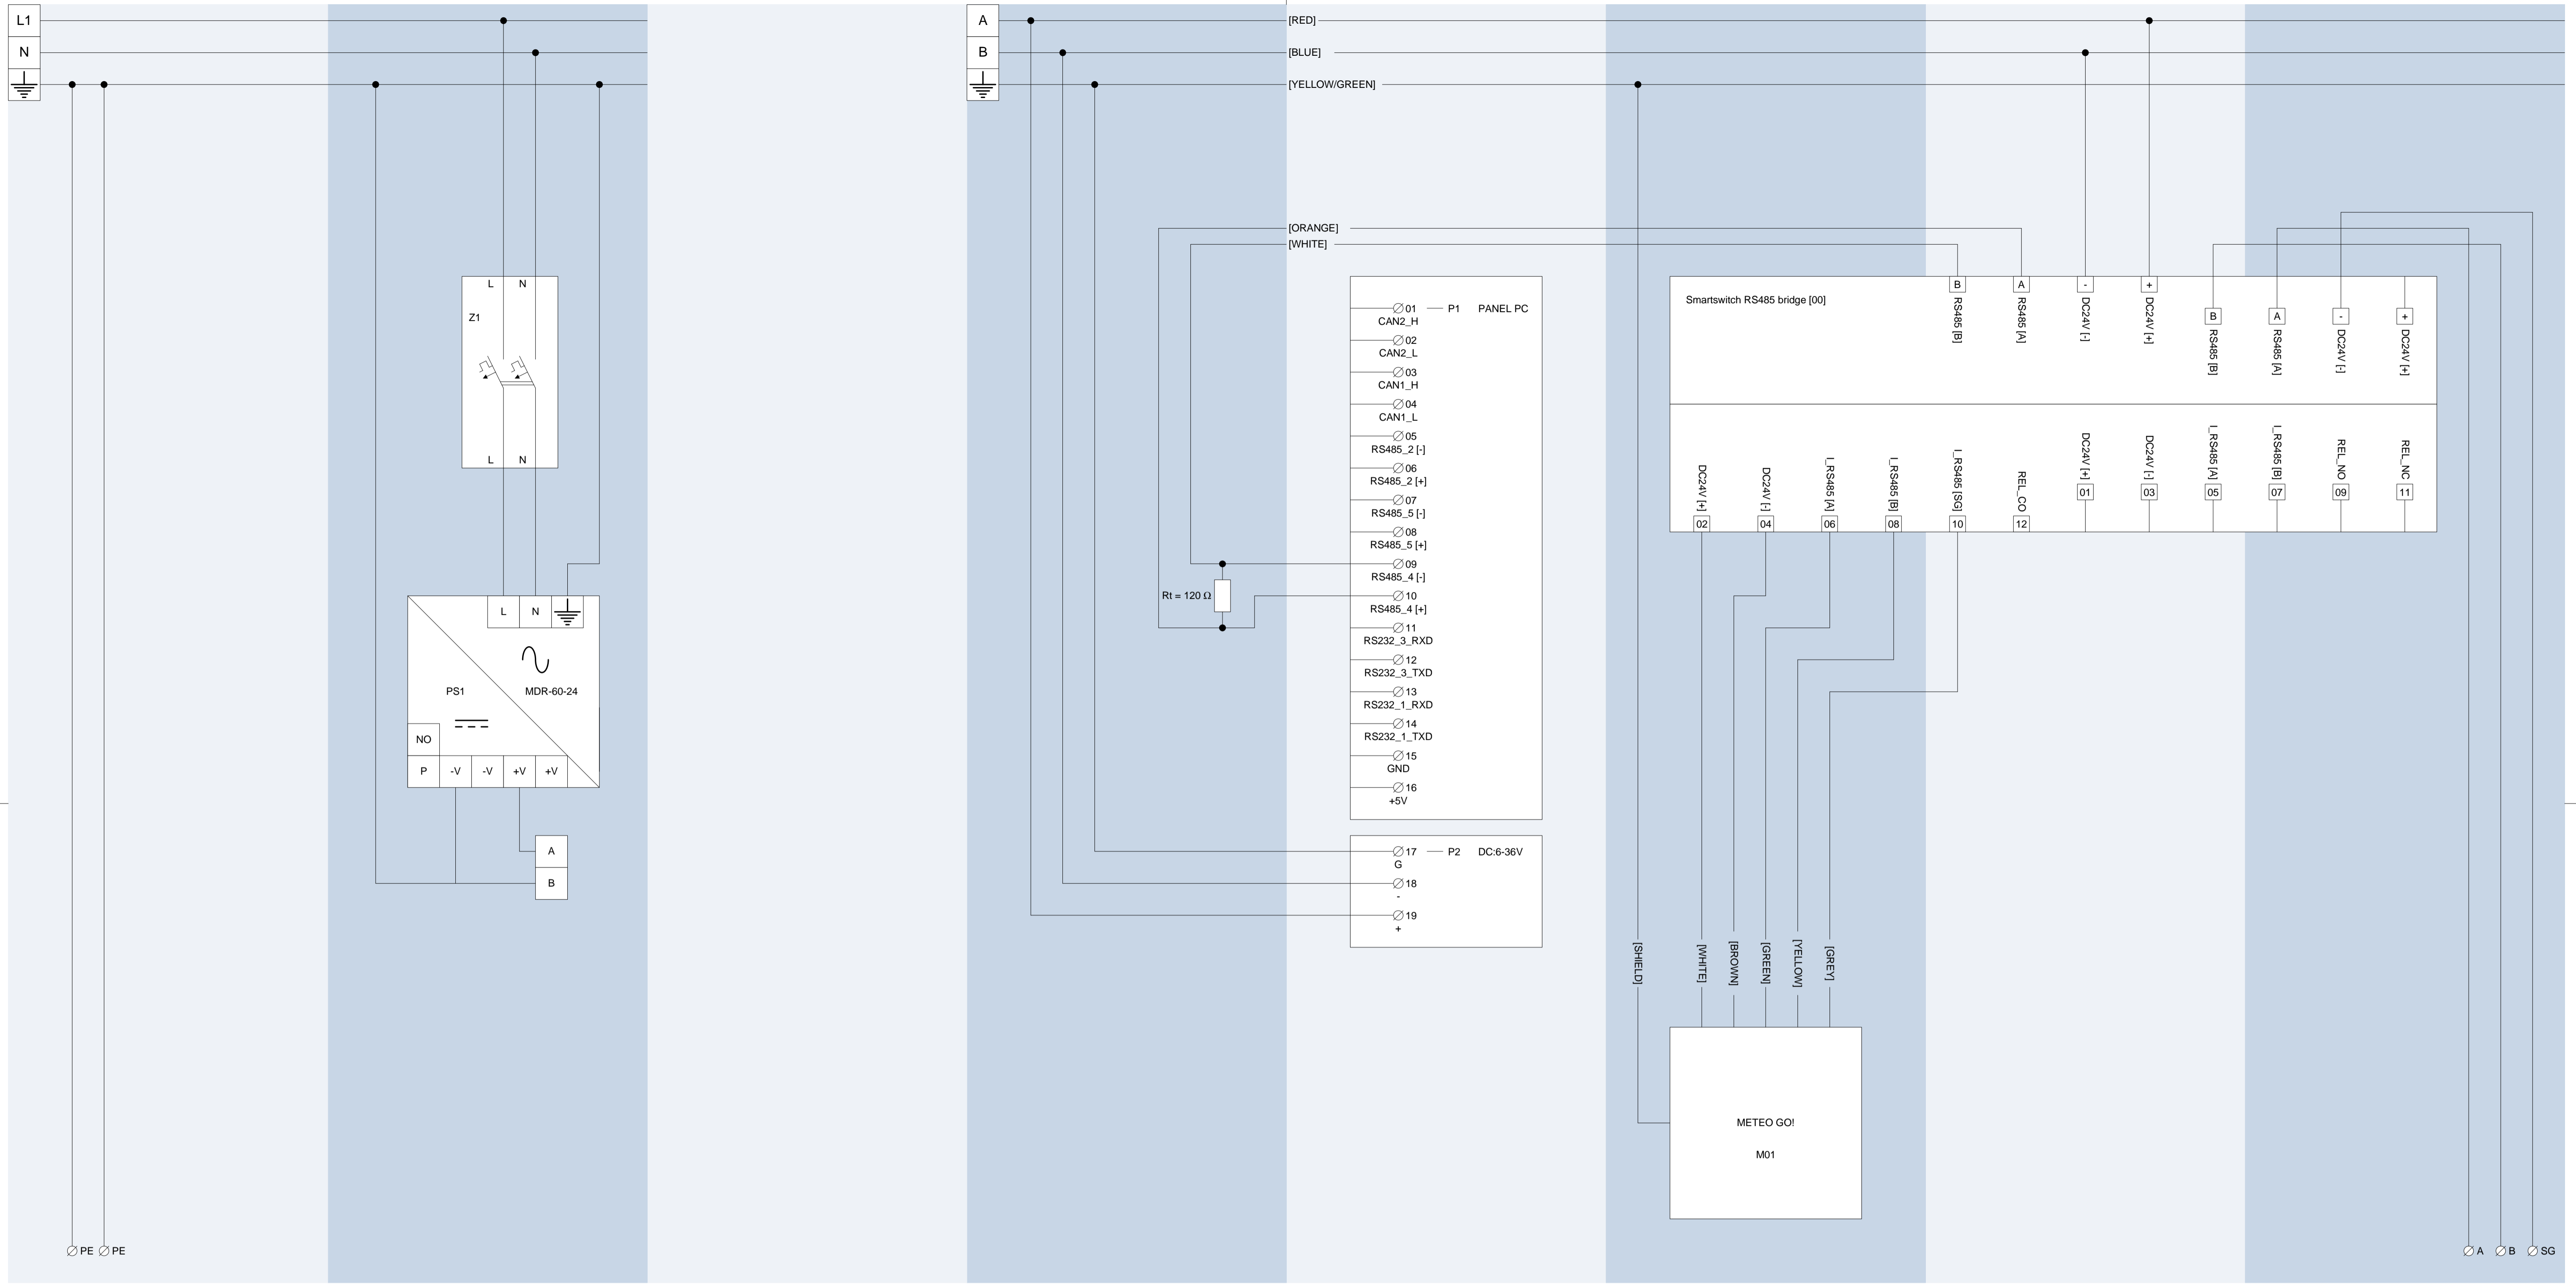 L1
N
A
B
[RED]
[BLUE]
[YELLOW/GREEN]
[ORANGE]
[WHITE]
L N
Z1
L N
L N
PS1 MDR-60-24
NO
P -V -V +V +V
A
B
PE PE
Rt = 120 Ω
01 P1 PANEL PC
CAN2_H
02
CAN2_L
03
CAN1_H
04
CAN1_L
05
RS485_2 [-]
06
RS485_2 [+]
07
RS485_5 [-]
08
RS485_5 [+]
09
RS485_4 [-]
10
RS485_4 [+]
11
RS232_3_RXD
12
RS232_3_TXD
13
RS232_1_RXD
14
RS232_1_TXD
15
GND
16
+5V
17 P2 DC:6-36V
G
18
-
19
+
Smartswitch RS485 bridge [00]
B
RS485 [B]
A
RS485 [A]
-
DC24V [-]
+
DC24V [+]
B
RS485 [B]
A
RS485 [A]
-
DC24V [-]
+
DC24V [+]
DC24V [+]
02
DC24V [-]
04
I_RS485 [A]
06
I_RS485 [B]
08
I_RS485 [SG]
10
REL_CO
12
DC24V [+]
01
DC24V [-]
03
I_RS485 [A]
05
I_RS485 [B]
07
REL_NO
09
REL_NC
11
[SHIELD]
[WHITE]
[BROWN]
[GREEN]
[YELLOW]
[GREY]
METEO GO!
M01
A B SG